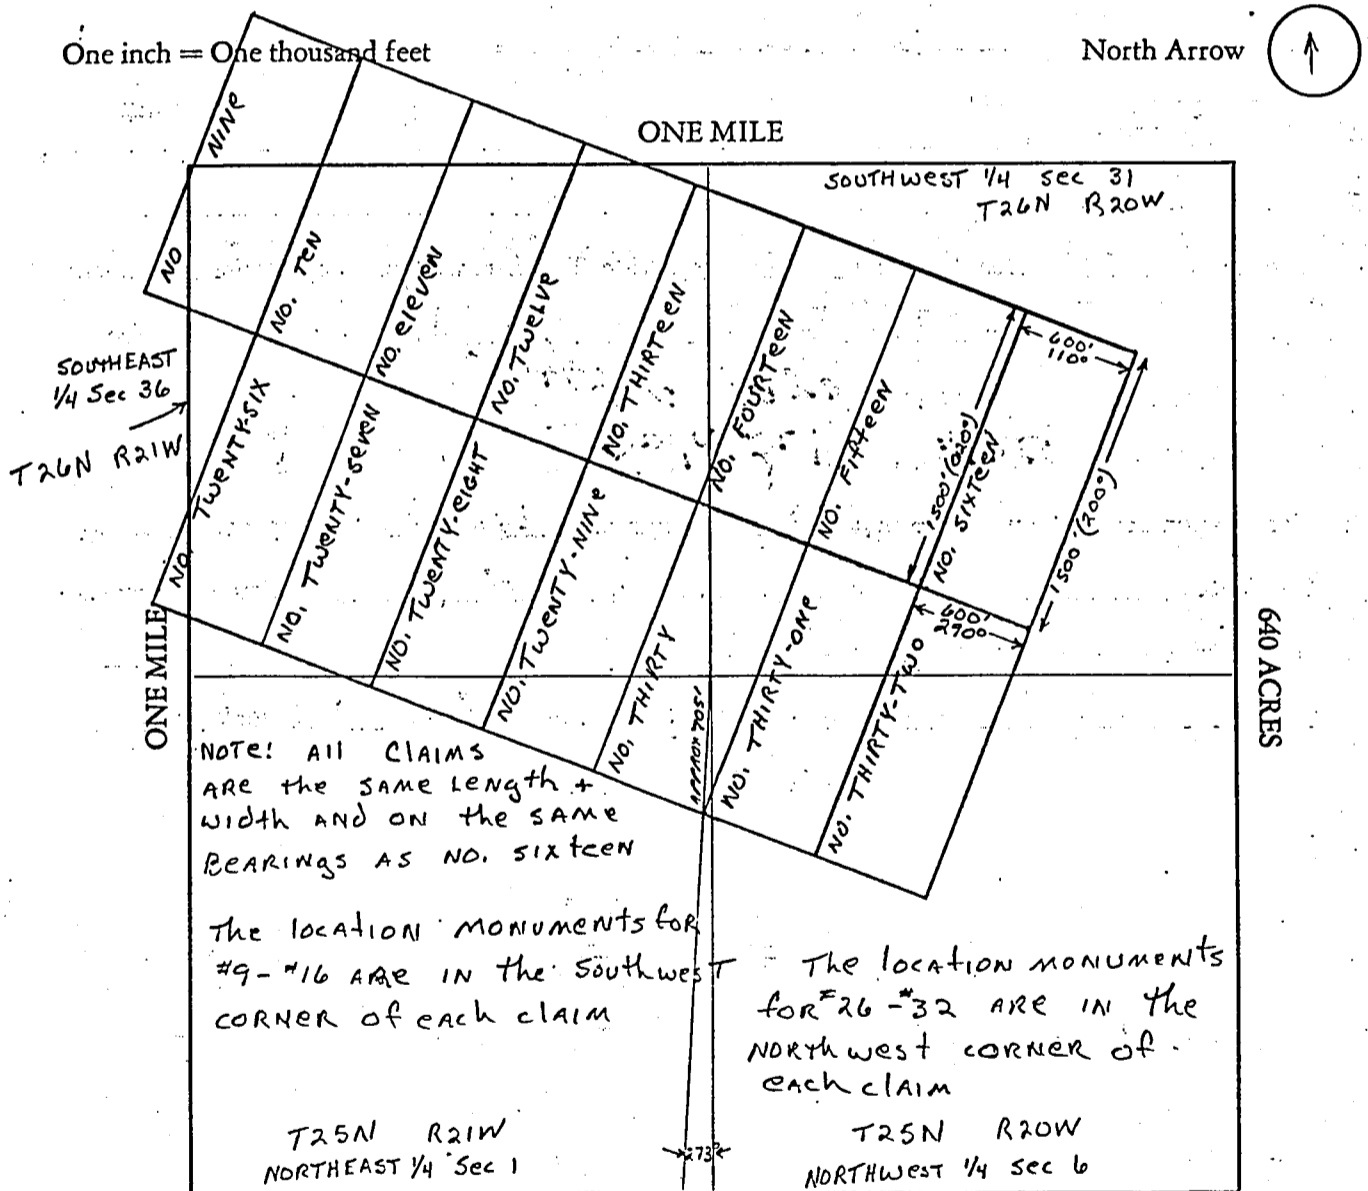 One inch = One thousand feet
North Arrow
ONE MILE
SOUTHWEST 1/4 Sec 31
T26N R20W
NO NINE
NO. TEN
NO. eleven
NO. TWELVE
NO. THIRTEEN
NO. FOURTEEN
NO. FifTeen
NO. SIXTEEN
1500' (020°)
600'
110°
1500' (200°)
SOUTHEAST
1/4 Sec 36
T26N R21W
NO. TWENTY-SIX
NO. TWENTY-SEVEN
NO. TWENTY-EIGHT
NO. TWENTY-NINE
NO. THIRTY
NO. THIRTY-ONE
NO. THIRTY-TWO
600'
290°
ONE MILE
640 ACRES
APPROX 705'
NOTE! All CLAIMS
ARE the SAME Length +
width AND ON the SAME
BEARINGS AS NO. SIXteen
The location MONUMENTS foR
#9-#16 ARE IN the Southwest
CORNER of each claim
The location MONUMENTS
for #26-#32 ARE IN the
NORthwest CORNER of
each claim
273'
T25N R21W
NORTHEAST 1/4 Sec 1
T25N R20W
NORTHWEST 1/4 Sec 6